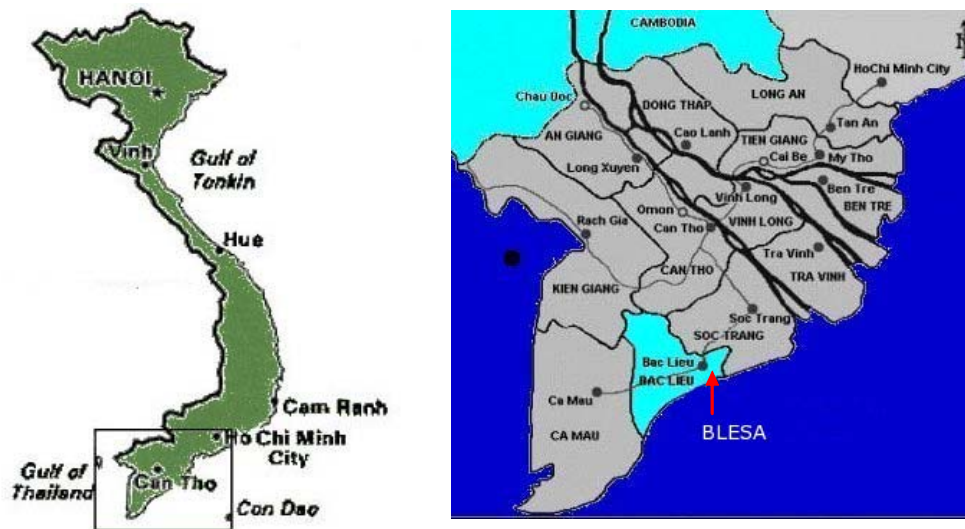 HANOI
Vinh
Gulf of
Tonkin
Hue
Cam Ranh
Ho Chi Minh
City
Gulf of
Thailand
Can Tho
Con Dao
CAMBODIA
N
HoChi Minh City
Chau Doc
LONG AN
DONG THAP
Tan An
AN GIANG
Cao Lanh
TIEN GIANG
Cai Be
My Tho
Long Xuyen
Ben Tre
Vinh Long
BEN TRE
Omon
Rach Gia
VINH LONG
Can Tho
Tra Vinh
CAN THO
TRA VINH
KIEN GIANG
Soc Trang
SOC TRANG
Bac Lieu
BAC LIEU
Ca Mau
BLESA
CA MAU